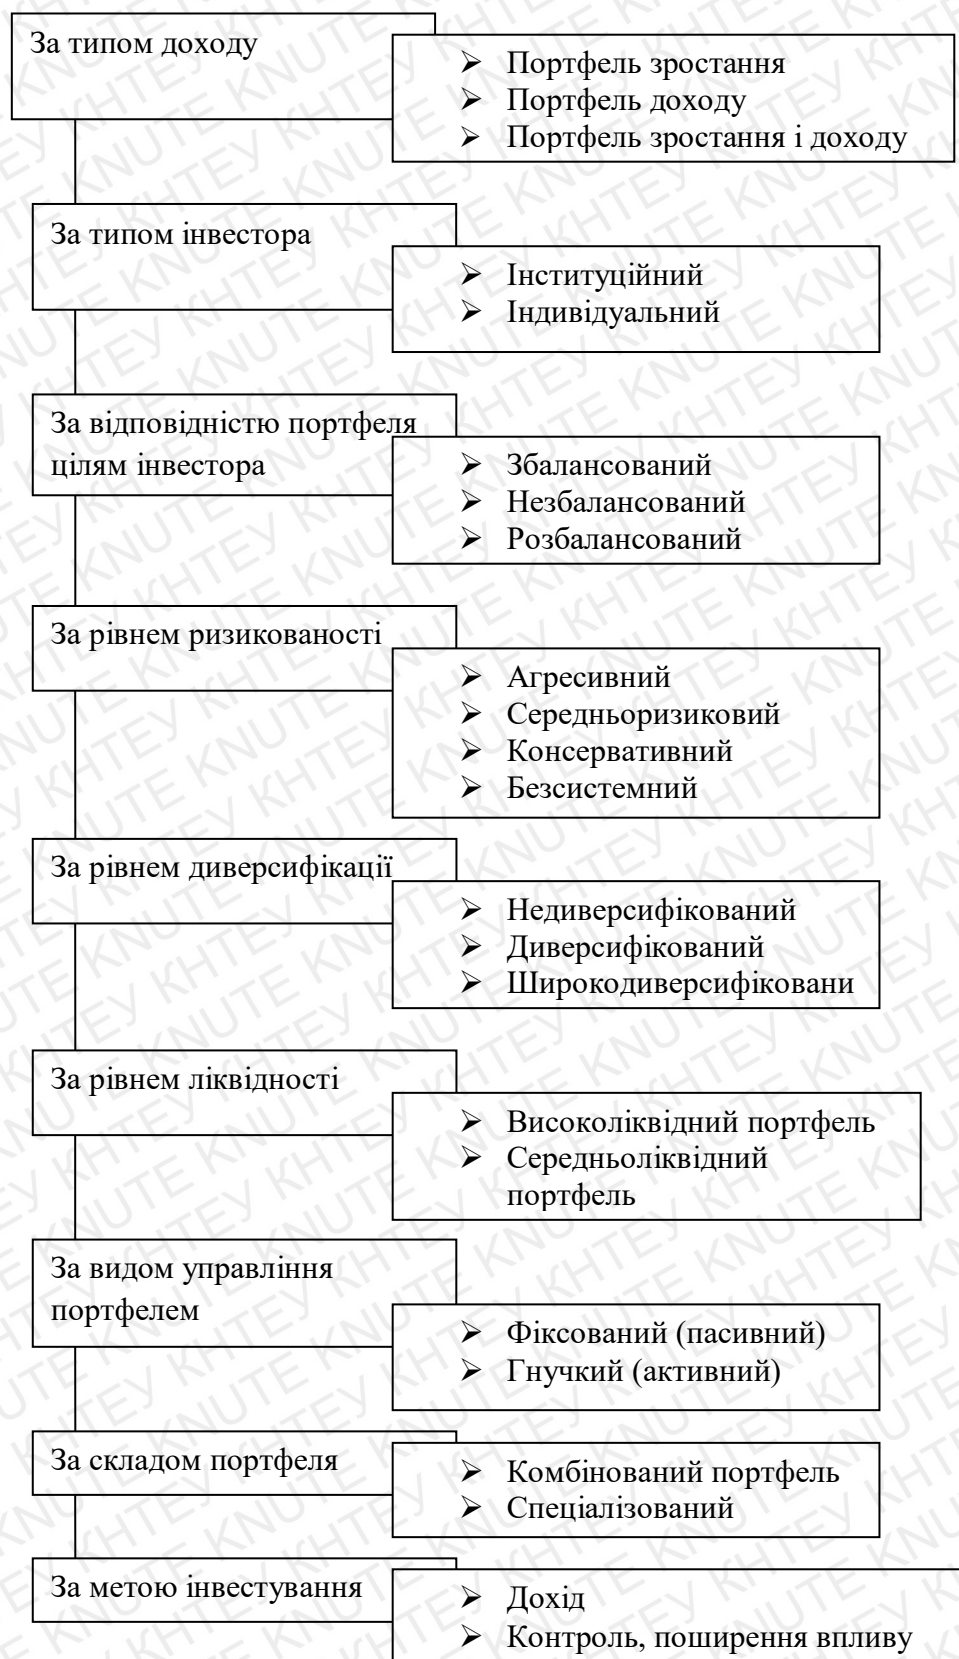 За типом доходу
➢ Портфель зростання
➢ Портфель доходу
➢ Портфель зростання і доходу
За типом інвестора
➢ Інституційний
➢ Індивідуальний
За відповідністю портфеля
цілям інвестора
➢ Збалансований
➢ Незбалансований
➢ Розбалансований
За рівнем ризикованості
➢ Агресивний
➢ Середньоризиковий
➢ Консервативний
➢ Безсистемний
За рівнем диверсифікації
➢ Недиверсифікований
➢ Диверсифікований
➢ Широкодиверсифіковани
За рівнем ліквідності
➢ Високоліквідний портфель
➢ Середньоліквідний
портфель
За видом управління
портфелем
➢ Фіксований (пасивний)
➢ Гнучкий (активний)
За складом портфеля
➢ Комбінований портфель
➢ Спеціалізований
За метою інвестування
➢ Дохід
➢ Контроль, поширення впливу